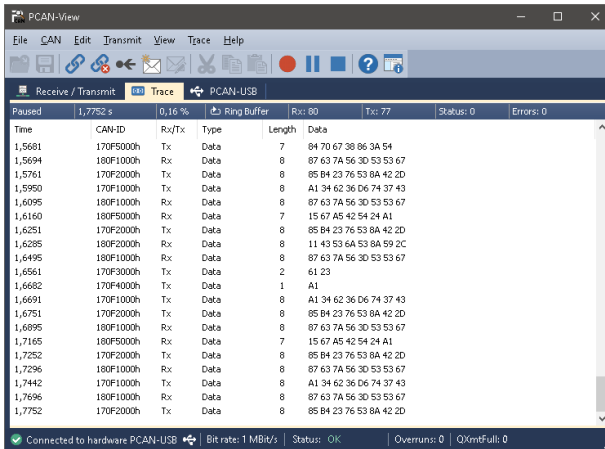 PCAN-View
File CAN Edit Transmit View Trace Help
Receive / Transmit Trace PCAN-USB
Paused 1,7752 s 0,16 % Ring Buffer Rx: 80 Tx: 77 Status: 0 Errors: 0
Time CAN-ID Rx/Tx Type Length Data
1,5681 170F5000h Tx Data 7 84 70 67 38 86 3A 54
1,5694 180F1000h Rx Data 8 87 63 7A 56 3D 53 53 67
1,5761 170F2000h Tx Data 8 85 B4 23 76 53 8A 42 2D
1,5950 170F1000h Tx Data 8 A1 34 62 36 D6 74 37 43
1,6095 180F1000h Rx Data 8 87 63 7A 56 3D 53 53 67
1,6160 180F5000h Rx Data 7 15 67 A5 42 54 24 A1
1,6251 170F2000h Tx Data 8 85 B4 23 76 53 8A 42 2D
1,6285 180F2000h Rx Data 8 11 43 53 6A 53 8A 59 2C
1,6495 180F1000h Rx Data 8 87 63 7A 56 3D 53 53 67
1,6561 170F3000h Tx Data 2 61 23
1,6682 170F4000h Tx Data 1 A1
1,6691 170F1000h Tx Data 8 A1 34 62 36 D6 74 37 43
1,6751 170F2000h Tx Data 8 85 B4 23 76 53 8A 42 2D
1,6895 180F1000h Rx Data 8 87 63 7A 56 3D 53 53 67
1,7165 180F5000h Rx Data 7 15 67 A5 42 54 24 A1
1,7252 170F2000h Tx Data 8 85 B4 23 76 53 8A 42 2D
1,7296 180F1000h Rx Data 8 87 63 7A 56 3D 53 53 67
1,7442 170F1000h Tx Data 8 A1 34 62 36 D6 74 37 43
1,7696 180F1000h Rx Data 8 87 63 7A 56 3D 53 53 67
1,7752 170F2000h Tx Data 8 85 B4 23 76 53 8A 42 2D
Connected to hardware PCAN-USB Bit rate: 1 MBit/s Status: OK Overruns: 0 QXmtFull: 0